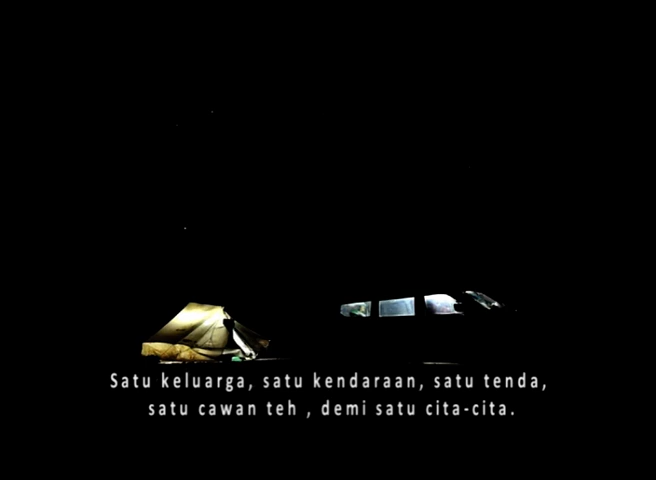 Satu keluarga, satu kendaraan, satu tenda,
satu cawan teh , demi satu cita-cita.